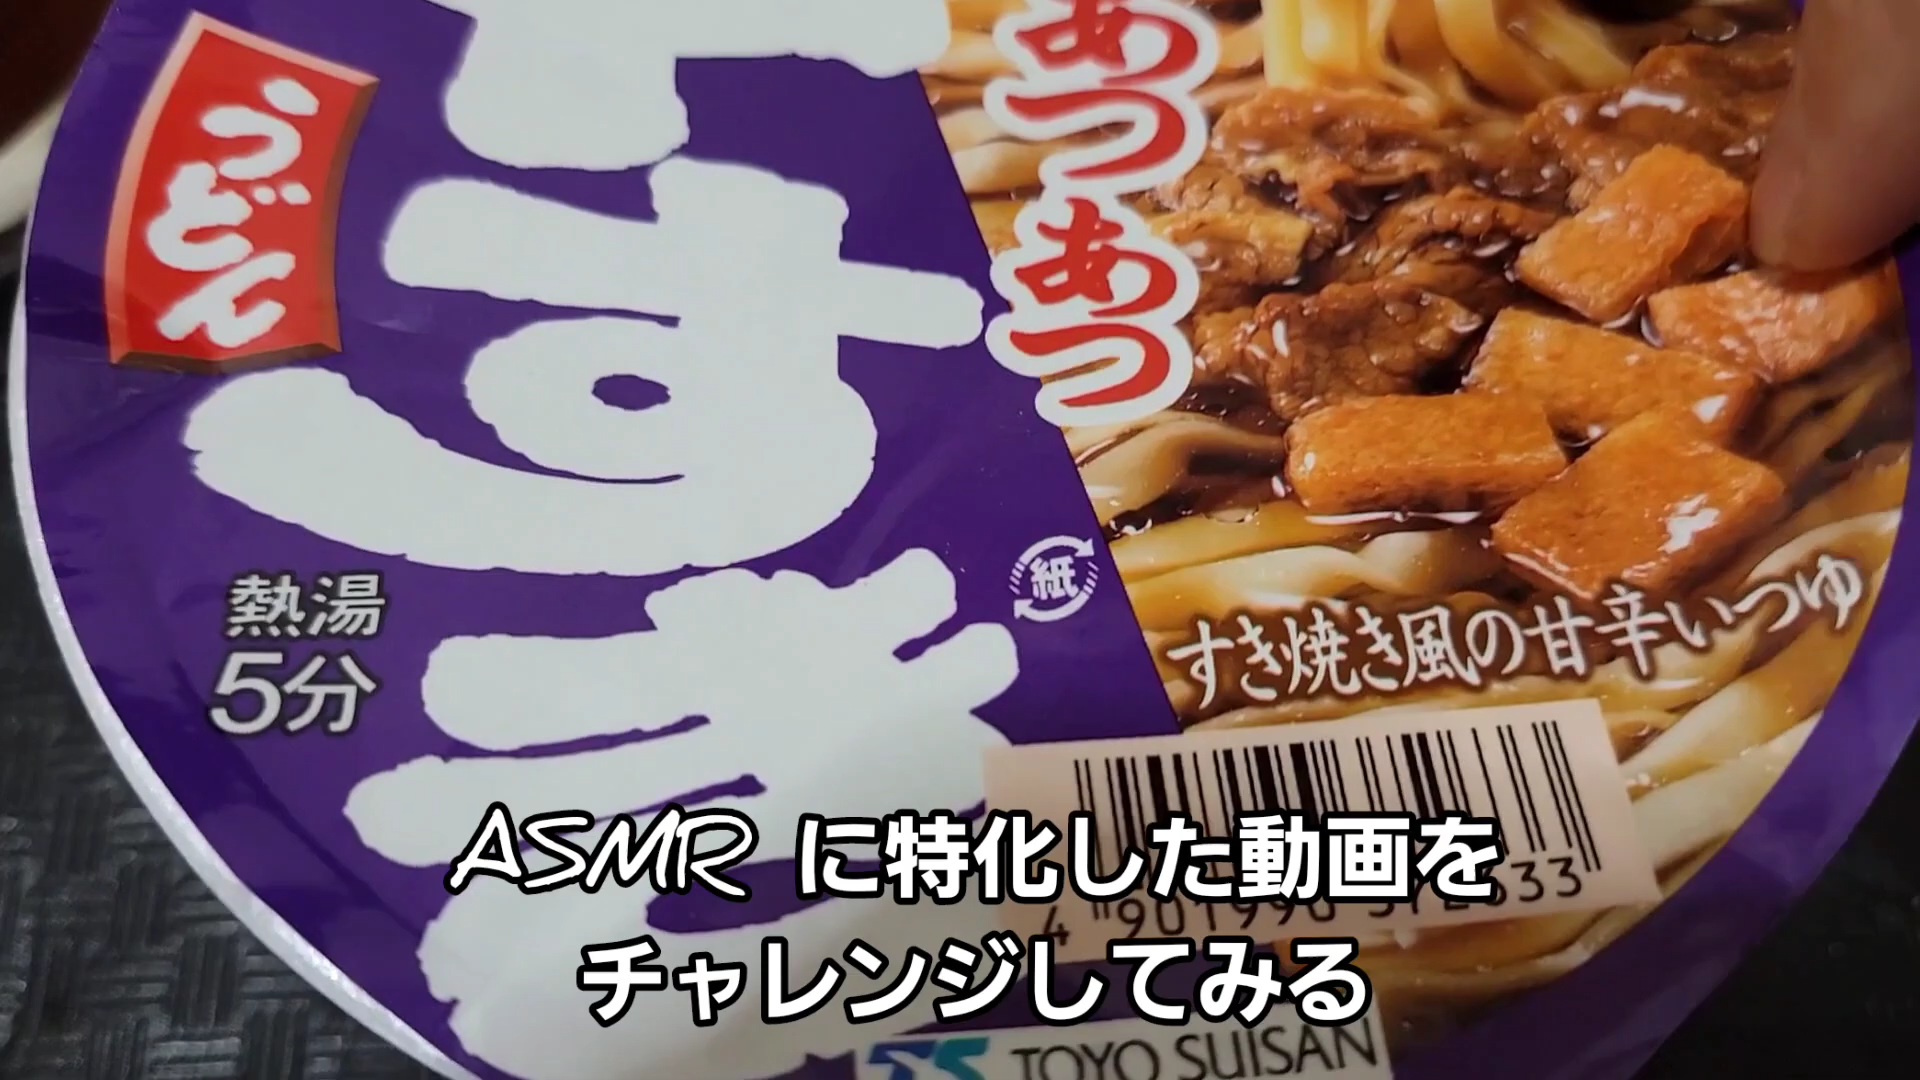 うどん
すき
あつあつ
熱湯
5分
紙
すき焼き風の甘辛いつゆ
ASMR に特化した動画を
チャレンジしてみる
TOYO SUISAN